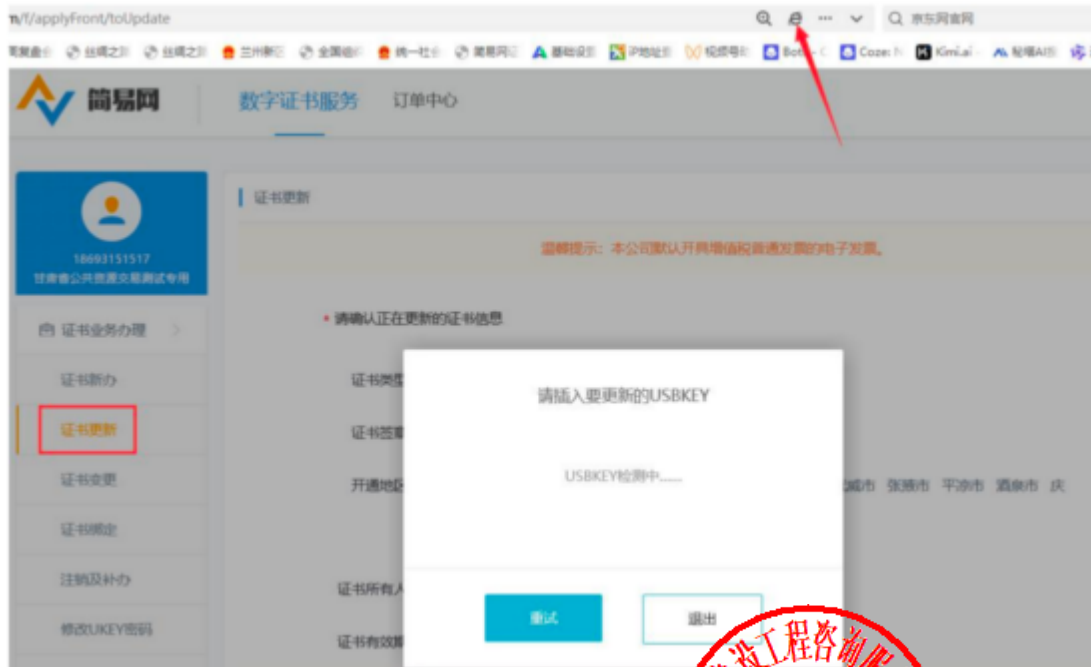 /f/applyFront/toUpdate
京东网官网
IP地址
视频号
Coze:
Kimi.ai
简易网
数字证书服务 订单中心
18693151517
甘肃省公共资源交易测试专用
证书更新
温馨提示：本公司默认开具增值税普通发票的电子发票。
* 请确认正在更新的证书信息
证书业务办理
证书新办
证书更新
证书变更
证书绑定
注销及补办
修改UKEY密码
证书类型
证书签章
开通地区
威市 张掖市 平凉市 酒泉市 庆
证书所有人
证书有效期
请插入要更新的USBKEY
USBKEY检测中......
重试
退出
设工程咨询服